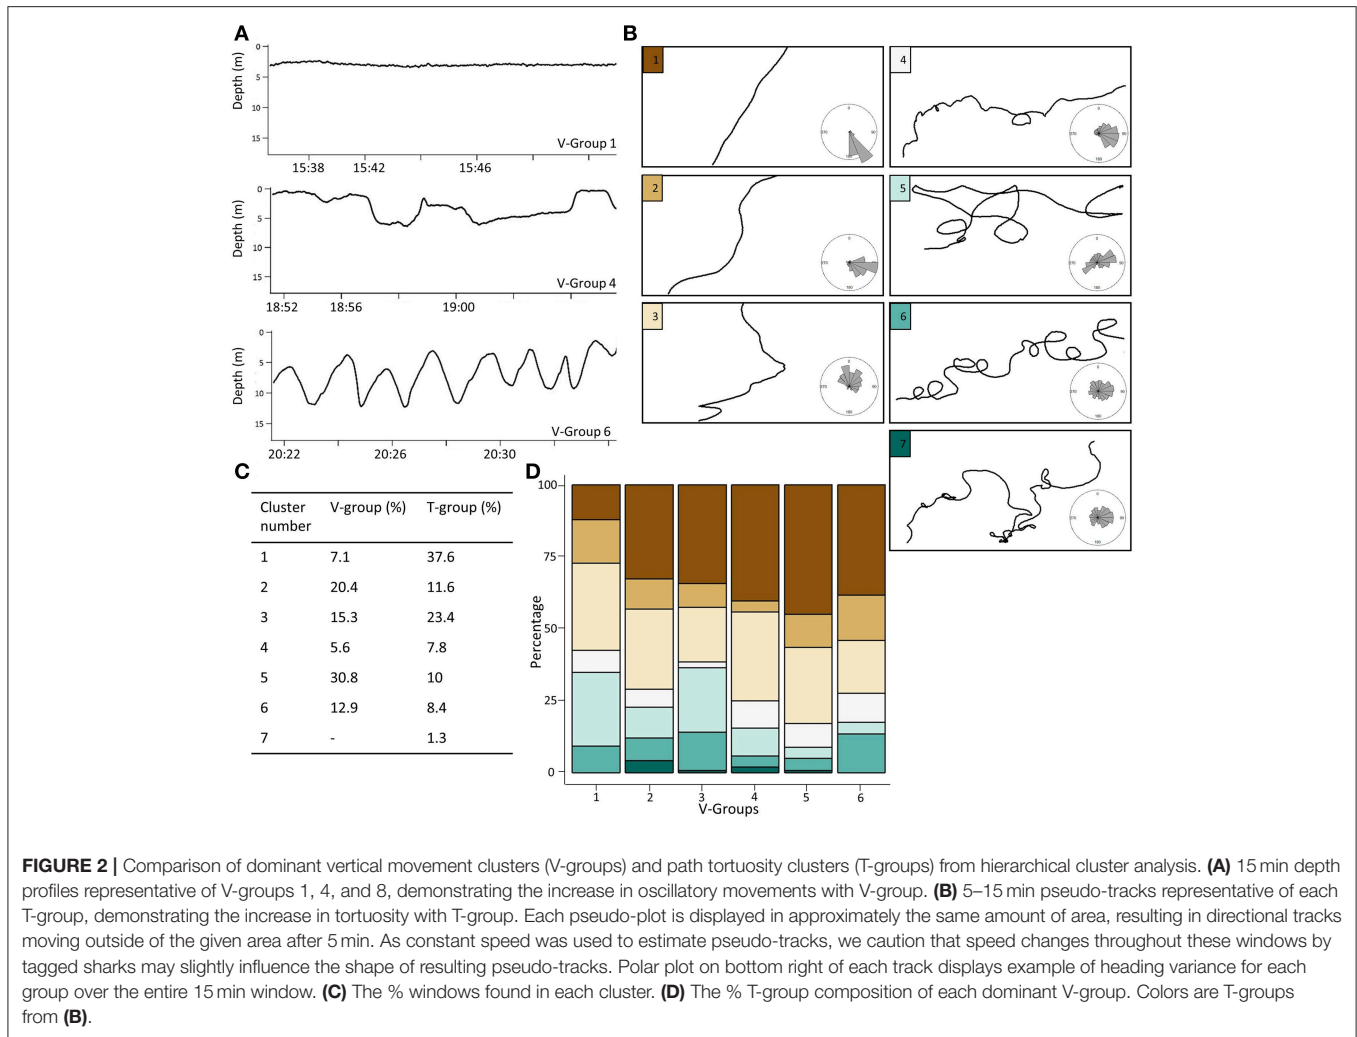 A
Depth (m)
0
5
10
15
V-Group 1
15:38
15:42
15:46
Depth (m)
0
5
10
15
V-Group 4
18:52
18:56
19:00
Depth (m)
0
5
10
15
V-Group 6
20:22
20:26
20:30
B
1
2
3
4
5
6
7
C
Cluster number V-group (%) T-group (%)
1 7.1 37.6
2 20.4 11.6
3 15.3 23.4
4 5.6 7.8
5 30.8 10
6 12.9 8.4
7 - 1.3
D
Percentage
100
75
50
25
0
1 2 3 4 5 6
V-Groups
FIGURE 2 | Comparison of dominant vertical movement clusters (V-groups) and path tortuosity clusters (T-groups) from hierarchical cluster analysis. (A) 15 min depth
profiles representative of V-groups 1, 4, and 8, demonstrating the increase in oscillatory movements with V-group. (B) 5–15 min pseudo-tracks representative of each
T-group, demonstrating the increase in tortuosity with T-group. Each pseudo-plot is displayed in approximately the same amount of area, resulting in directional tracks
moving outside of the given area after 5 min. As constant speed was used to estimate pseudo-tracks, we caution that speed changes throughout these windows by
tagged sharks may slightly influence the shape of resulting pseudo-tracks. Polar plot on bottom right of each track displays example of heading variance for each
group over the entire 15 min window. (C) The % windows found in each cluster. (D) The % T-group composition of each dominant V-group. Colors are T-groups
from (B).